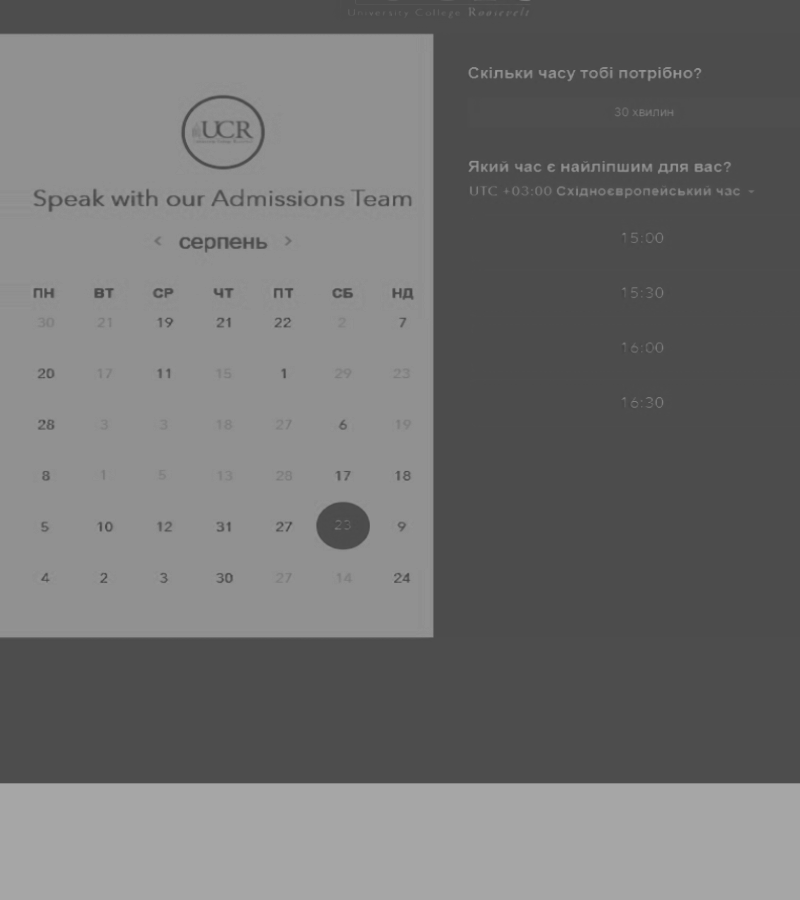 University College Roosevelt
UCR
Speak with our Admissions Team
< серпень >
ПН ВТ СР ЧТ ПТ СБ НД
30 21 19 21 22 2 7
20 17 11 15 1 29 23
28 3 3 18 27 6 19
8 1 5 13 28 17 18
5 10 12 31 27 23 9
4 2 3 30 27 14 24
Скільки часу тобі потрібно?
30 хвилин
Який час є найліпшим для вас?
UTC +03:00 Східноєвропейський час
15:00
15:30
16:00
16:30